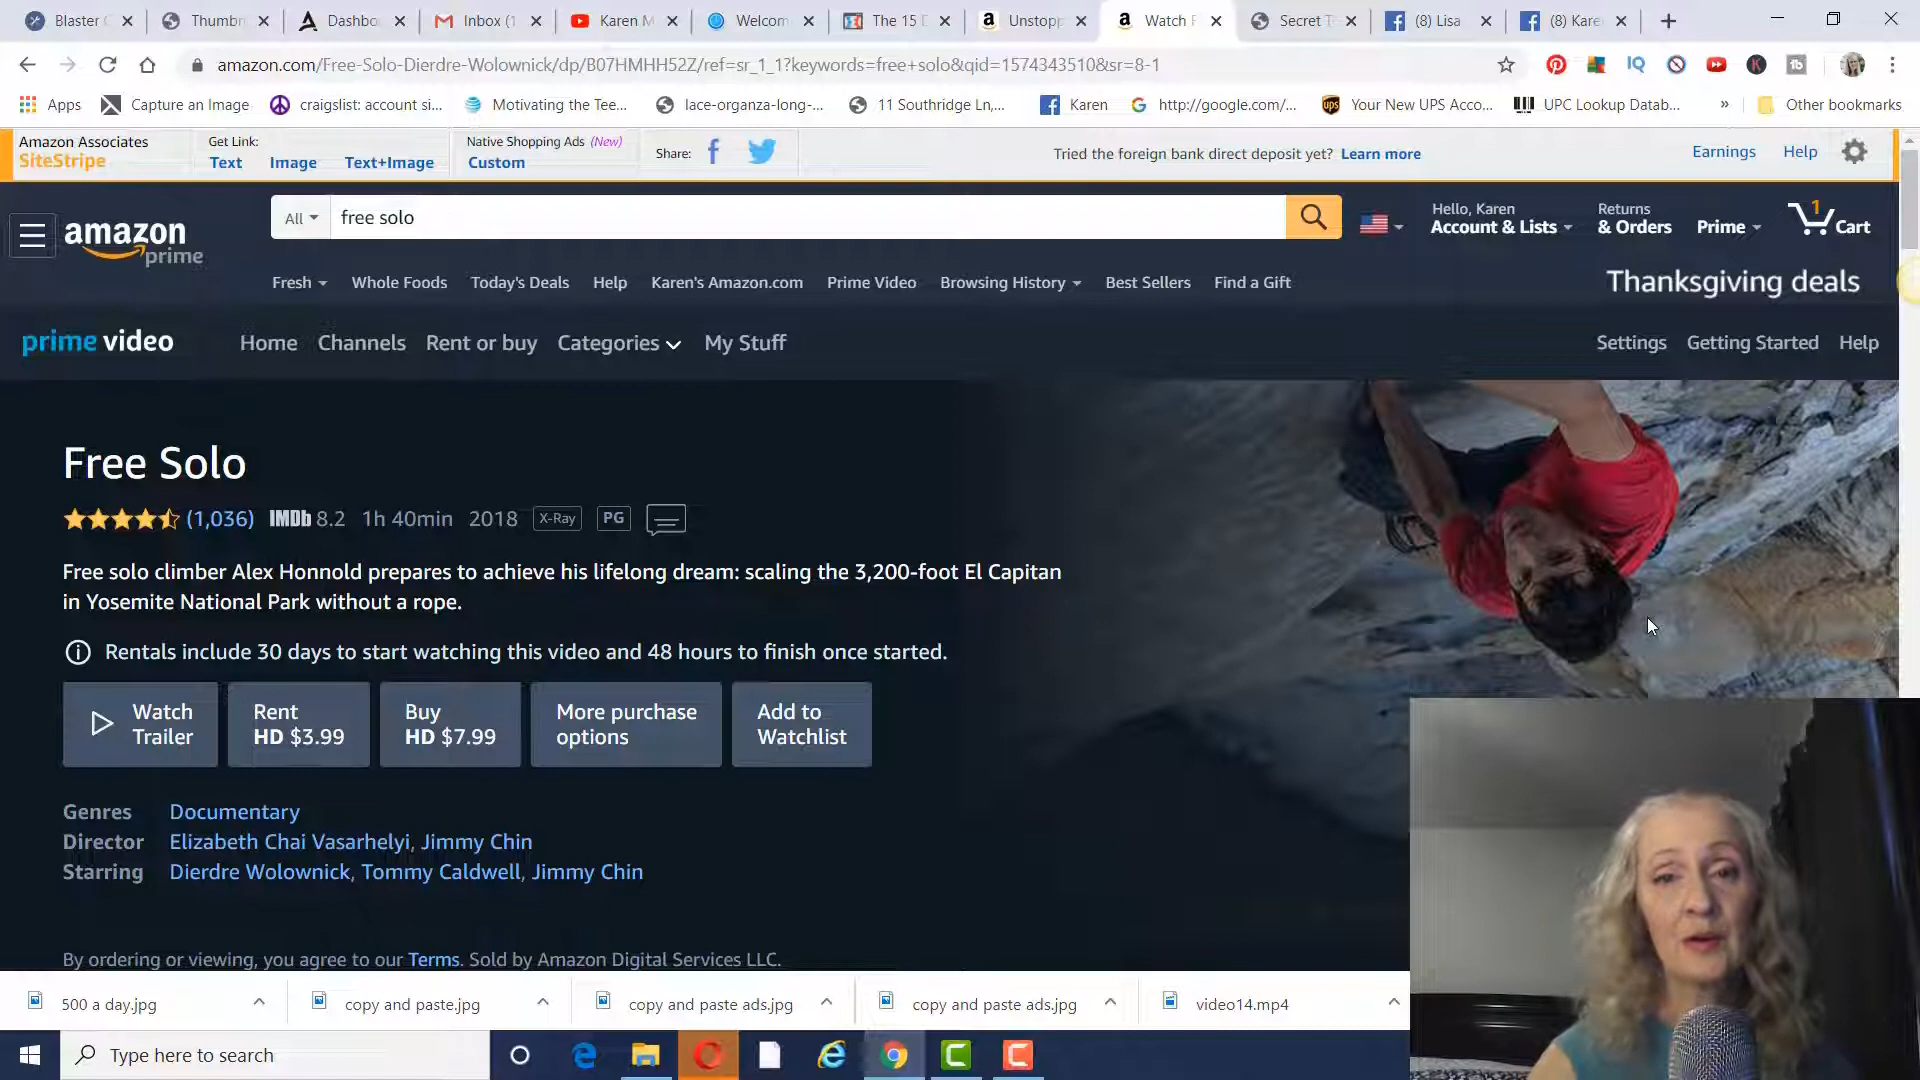 Blaster
Thumbn
Dashbo
Inbox (1
Karen M
Welcom
The 15
Unstopp
Watch F
Secret T
(8) Lisa
(8) Kare
amazon.com/Free-Solo-Dierdre-Wolownick/dp/B07HMHH52Z/ref=sr_1_1?keywords=free+solo&qid=1574343510&sr=8-1
Apps
Capture an Image
craigslist: account si...
Motivating the Tee...
lace-organza-long-...
11 Southridge Ln,...
Karen
http://google.com/...
Your New UPS Acco...
UPC Lookup Datab...
»
Other bookmarks
Amazon Associates
SiteStripe
Get Link:
Text Image Text+Image
Native Shopping Ads (New)
Custom
Share:
Tried the foreign bank direct deposit yet? Learn more
Earnings Help
amazon
prime
All
free solo
Hello, Karen
Account & Lists
Returns
& Orders
Prime
1
Cart
Fresh Whole Foods Today's Deals Help Karen's Amazon.com Prime Video Browsing History Best Sellers Find a Gift
Thanksgiving deals
prime video
Home Channels Rent or buy Categories My Stuff
Settings Getting Started Help
Free Solo
(1,036) IMDb 8.2 1h 40min 2018 X-Ray PG
Free solo climber Alex Honnold prepares to achieve his lifelong dream: scaling the 3,200-foot El Capitan
in Yosemite National Park without a rope.
Rentals include 30 days to start watching this video and 48 hours to finish once started.
Watch
Trailer
Rent
HD $3.99
Buy
HD $7.99
More purchase
options
Add to
Watchlist
Genres Documentary
Director Elizabeth Chai Vasarhelyi, Jimmy Chin
Starring Dierdre Wolownick, Tommy Caldwell, Jimmy Chin
By ordering or viewing, you agree to our Terms. Sold by Amazon Digital Services LLC.
500 a day.jpg
copy and paste.jpg
copy and paste ads.jpg
copy and paste ads.jpg
video14.mp4
Type here to search